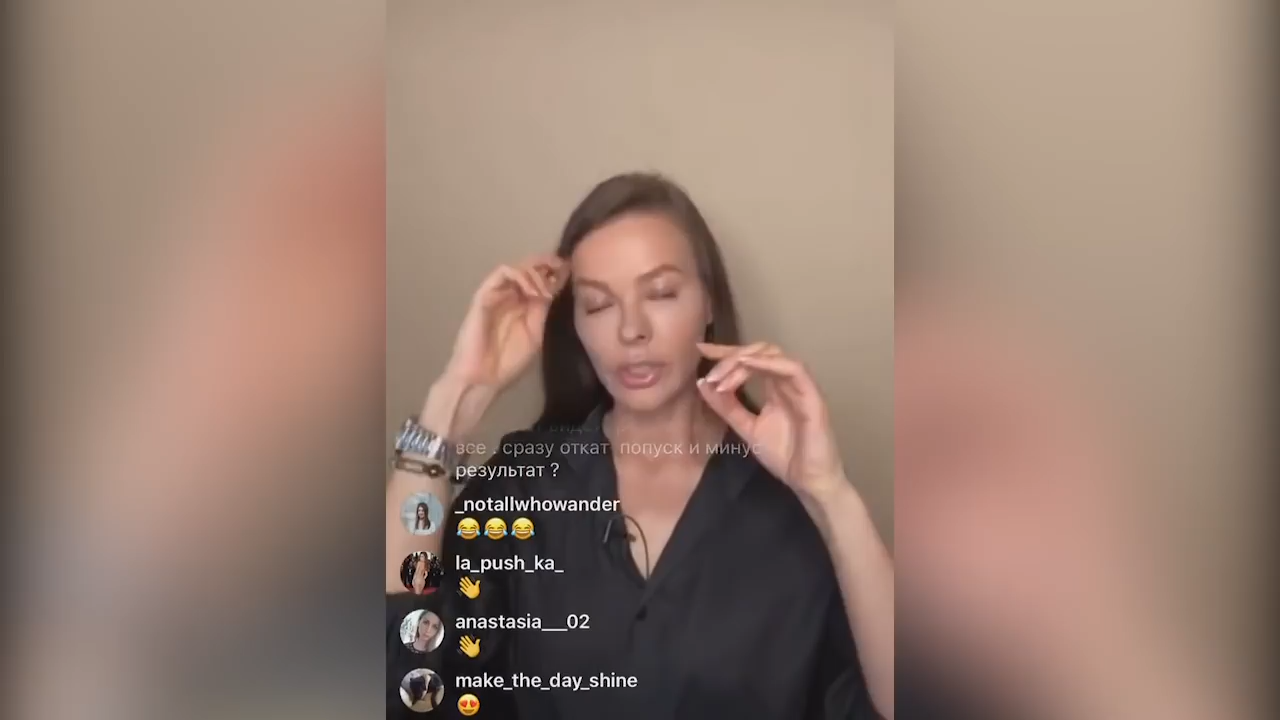 все . сразу откат попуск и минус
результат ?
_notallwhowander
😂😂😂
la_push_ka_
👋
anastasia___02
👋
make_the_day_shine
😍